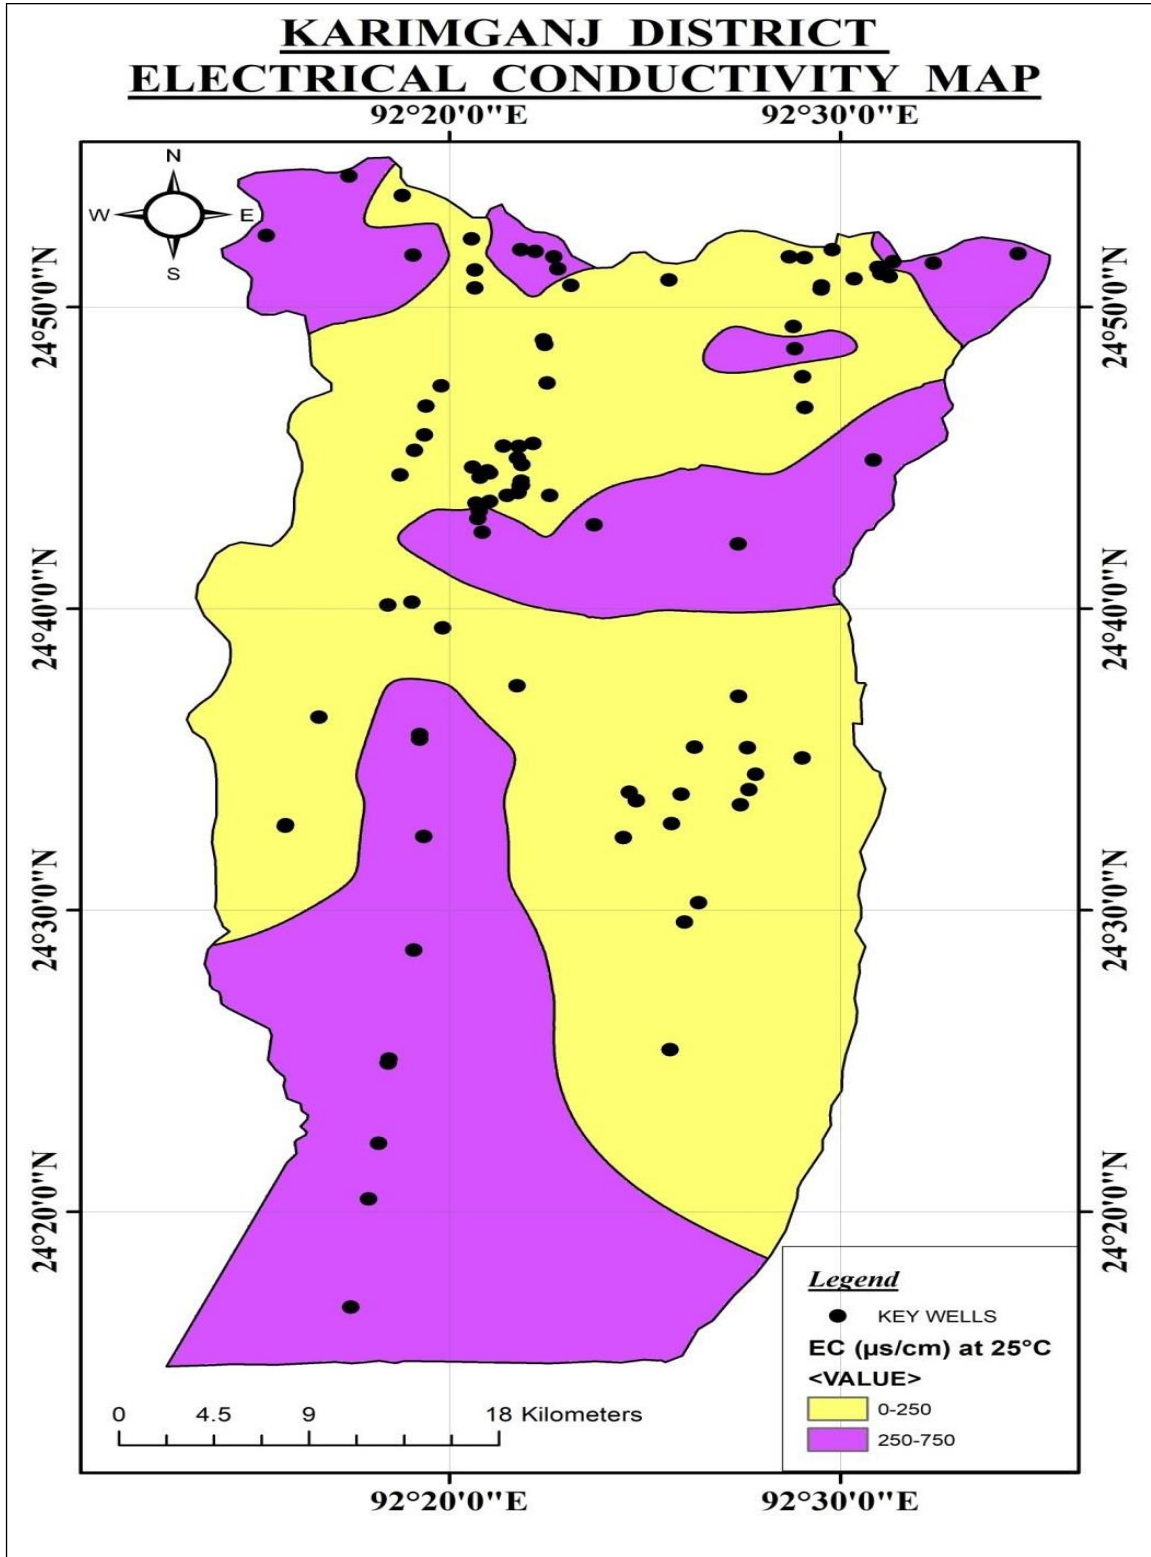 KARIMGANJ DISTRICT
ELECTRICAL CONDUCTIVITY MAP
92°20'0"E 92°30'0"E
N
W E
S
24°50'0"N 24°50'0"N
24°40'0"N 24°40'0"N
24°30'0"N 24°30'0"N
24°20'0"N 24°20'0"N
Legend
KEY WELLS
EC (µs/cm) at 25°C
<VALUE>
0-250
250-750
0 4.5 9 18 Kilometers
92°20'0"E 92°30'0"E